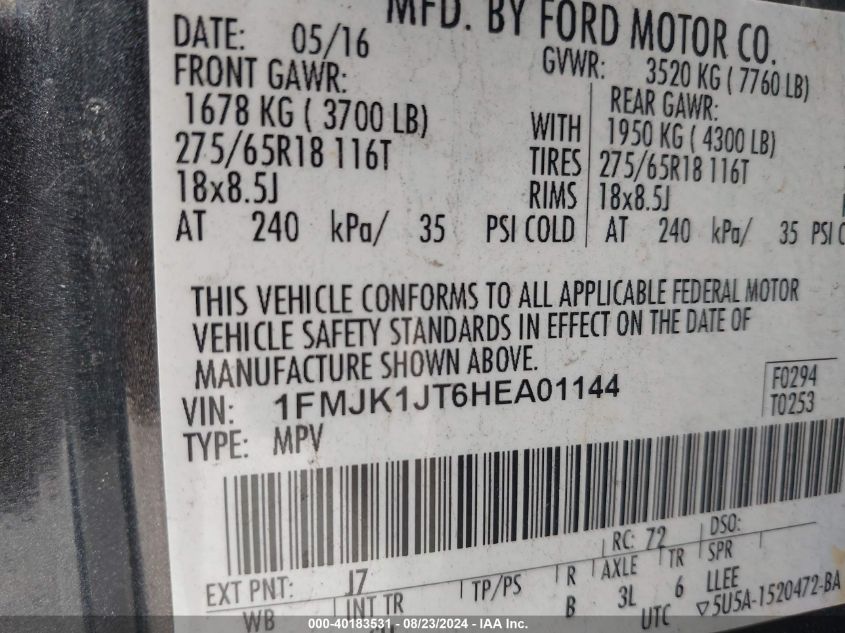 MFD. BY FORD MOTOR CO.
DATE: 05/16 GVWR: 3520 KG ( 7760 LB)
FRONT GAWR: REAR GAWR:
1678 KG ( 3700 LB) WITH 1950 KG ( 4300 LB)
275/65R18 116T TIRES 275/65R18 116T
18x8.5J RIMS 18x8.5J
AT 240 kPa/ 35 PSI COLD AT 240 kPa/ 35 PSI
THIS VEHICLE CONFORMS TO ALL APPLICABLE FEDERAL MOTOR
VEHICLE SAFETY STANDARDS IN EFFECT ON THE DATE OF
MANUFACTURE SHOWN ABOVE.
VIN: 1FMJK1JT6HEA01144
F0294
T0253
TYPE: MPV
RC: 72 DSO:
EXT PNT: J7
WB INT TR TP/PS R AXLE TR SPR
B 3L 6 LLEE
UTC ▽5U5A-1520472-BA
IMAGE: 40183531 - 08/23/2024 - IAA Inc.